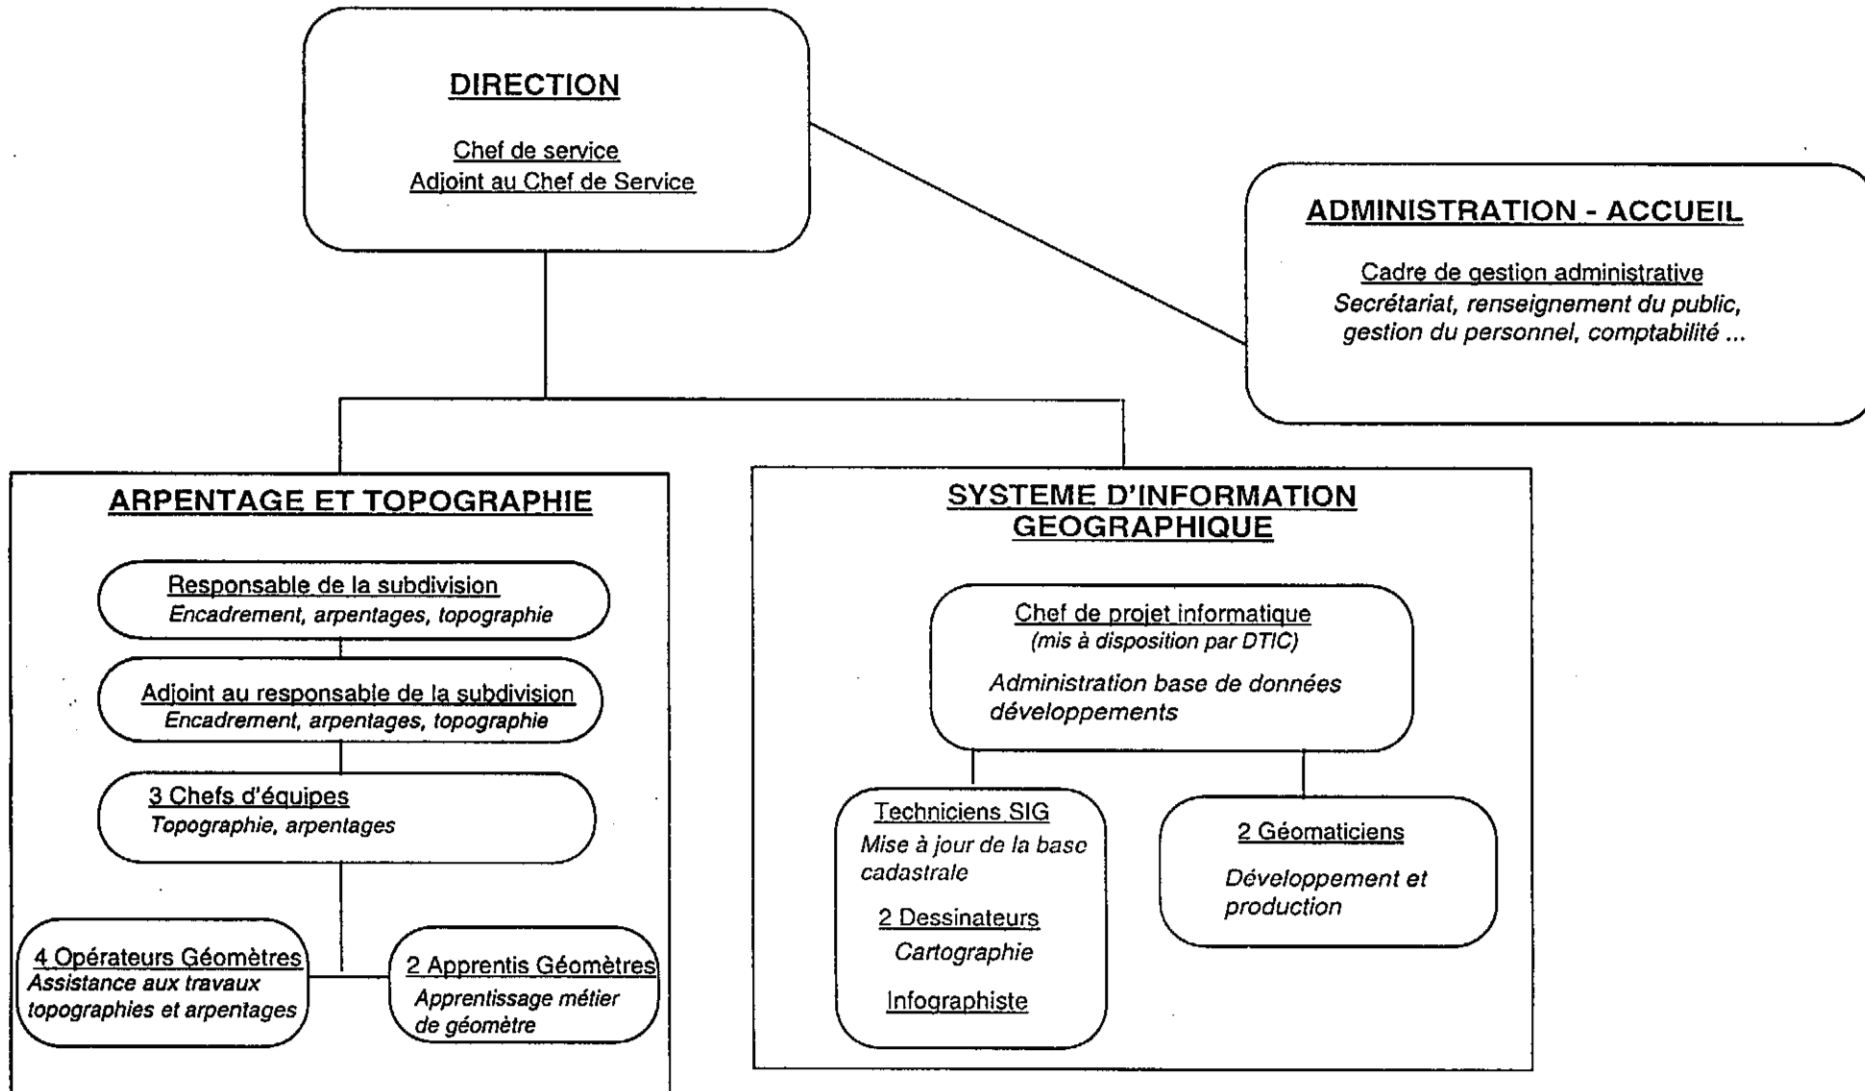 DIRECTION
Chef de service
Adjoint au Chef de Service
ADMINISTRATION - ACCUEIL
Cadre de gestion administrative
Secrétariat, renseignement du public,
gestion du personnel, comptabilité ...
ARPENTAGE ET TOPOGRAPHIE
Responsable de la subdivision
Encadrement, arpentages, topographie
Adjoint au responsable de la subdivision
Encadrement, arpentages, topographie
3 Chefs d'équipes
Topographie, arpentages
4 Opérateurs Géomètres
Assistance aux travaux
topographies et arpentages
2 Apprentis Géomètres
Apprentissage métier
de géomètre
SYSTEME D'INFORMATION
GEOGRAPHIQUE
Chef de projet informatique
(mis à disposition par DTIC)
Administration base de données
développements
Techniciens SIG
Mise à jour de la base
cadastrale
2 Dessinateurs
Cartographie
Infographiste
2 Géomaticiens
Développement et
production